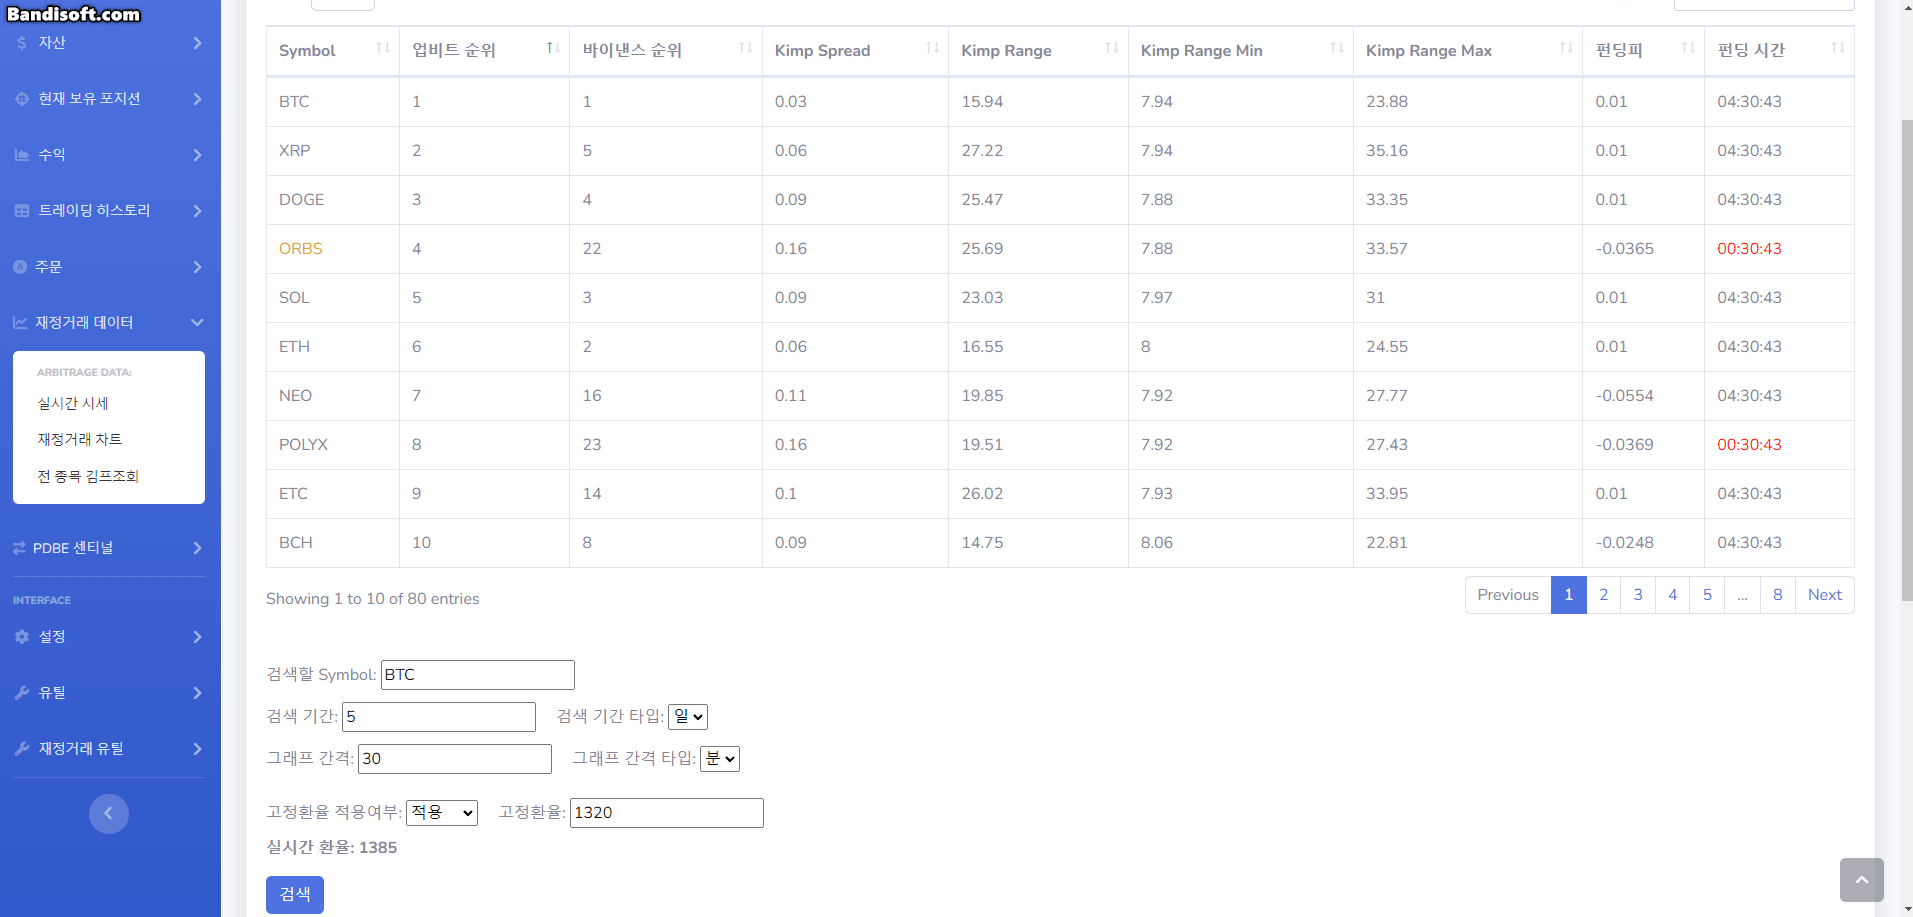 Bandisoft.com
자산
현재 보유 포지션
수익
트레이딩 히스토리
주문
재정거래 데이터
ARBITRAGE DATA:
실시간 시세
재정거래 차트
전 종목 김프조회
PDBE 센티널
INTERFACE
설정
유틸
재정거래 유틸
Symbol 업비트 순위 바이낸스 순위 Kimp Spread Kimp Range Kimp Range Min Kimp Range Max 펀딩피 펀딩 시간
BTC 1 1 0.03 15.94 7.94 23.88 0.01 04:30:43
XRP 2 5 0.06 27.22 7.94 35.16 0.01 04:30:43
DOGE 3 4 0.09 25.47 7.88 33.35 0.01 04:30:43
ORBS 4 22 0.16 25.69 7.88 33.57 -0.0365 00:30:43
SOL 5 3 0.09 23.03 7.97 31 0.01 04:30:43
ETH 6 2 0.06 16.55 8 24.55 0.01 04:30:43
NEO 7 16 0.11 19.85 7.92 27.77 -0.0554 04:30:43
POLYX 8 23 0.16 19.51 7.92 27.43 -0.0369 00:30:43
ETC 9 14 0.1 26.02 7.93 33.95 0.01 04:30:43
BCH 10 8 0.09 14.75 8.06 22.81 -0.0248 04:30:43
Showing 1 to 10 of 80 entries
Previous 1 2 3 4 5 ... 8 Next
검색할 Symbol: BTC
검색 기간: 5 검색 기간 타입: 일
그래프 간격: 30 그래프 간격 타입: 분
고정환율 적용여부: 적용 고정환율: 1320
실시간 환율: 1385
검색